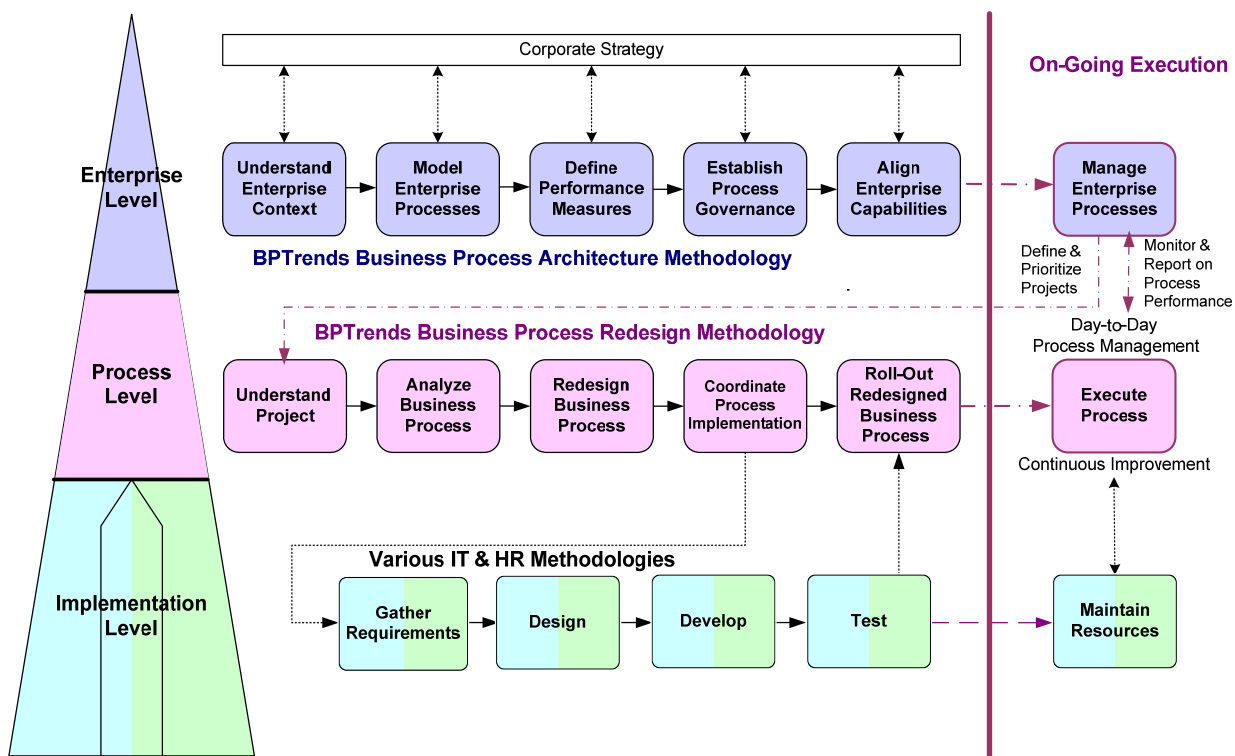 Corporate Strategy
On-Going Execution
Enterprise
Level
Understand
Enterprise
Context
Model
Enterprise
Processes
Define
Performance
Measures
Establish
Process
Governance
Align
Enterprise
Capabilities
Manage
Enterprise
Processes
BPTrends Business Process Architecture Methodology
Define &
Prioritize
Projects
Monitor &
Report on
Process
Performance
BPTrends Business Process Redesign Methodology
Day-to-Day
Process Management
Process
Level
Understand
Project
Analyze
Business
Process
Redesign
Business
Process
Coordinate
Process
Implementation
Roll-Out
Redesigned
Business
Process
Execute
Process
Continuous Improvement
Various IT & HR Methodologies
Implementation
Level
Gather
Requirements
Design
Develop
Test
Maintain
Resources